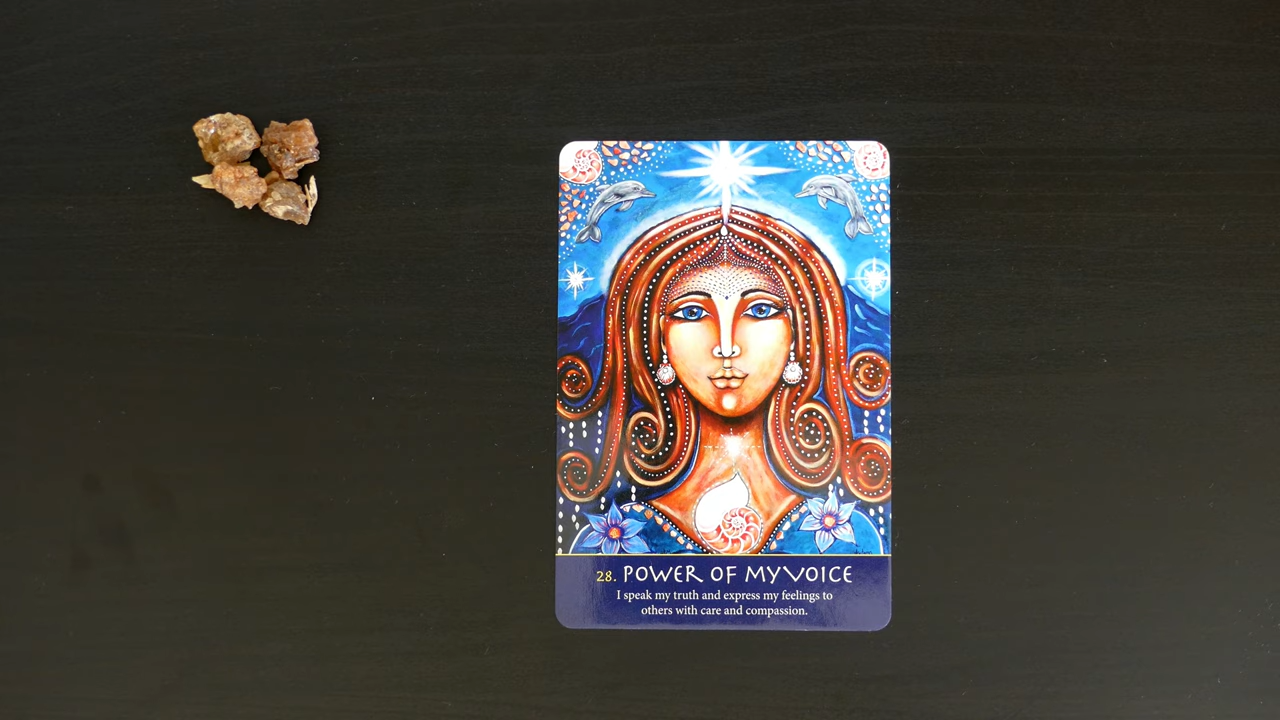 28. POWER OF MY VOICE
I speak my truth and express my feelings to
others with care and compassion.